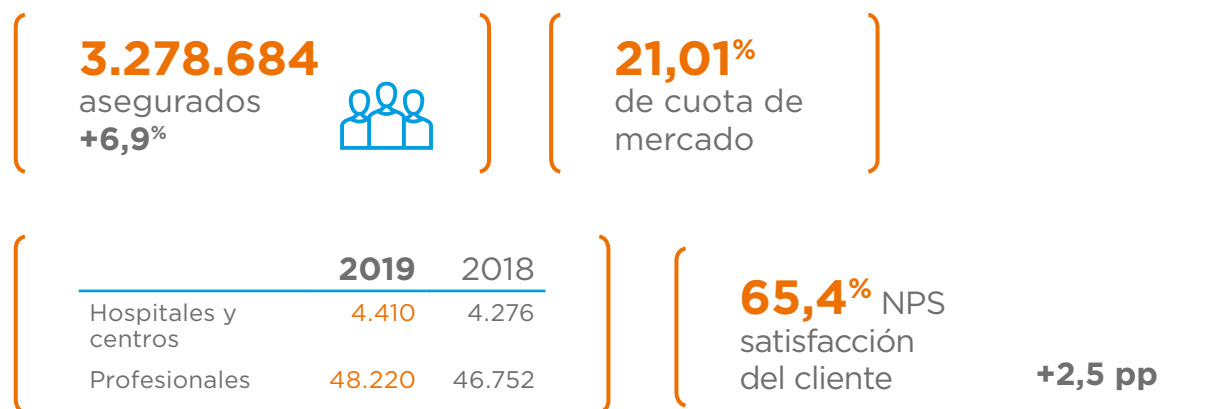 3.278.684
asegurados
+6,9%
21,01%
de cuota de
mercado
2019 2018
Hospitales y 4.410 4.276
centros
Profesionales 48.220 46.752
65,4% NPS
satisfacción
del cliente +2,5 pp